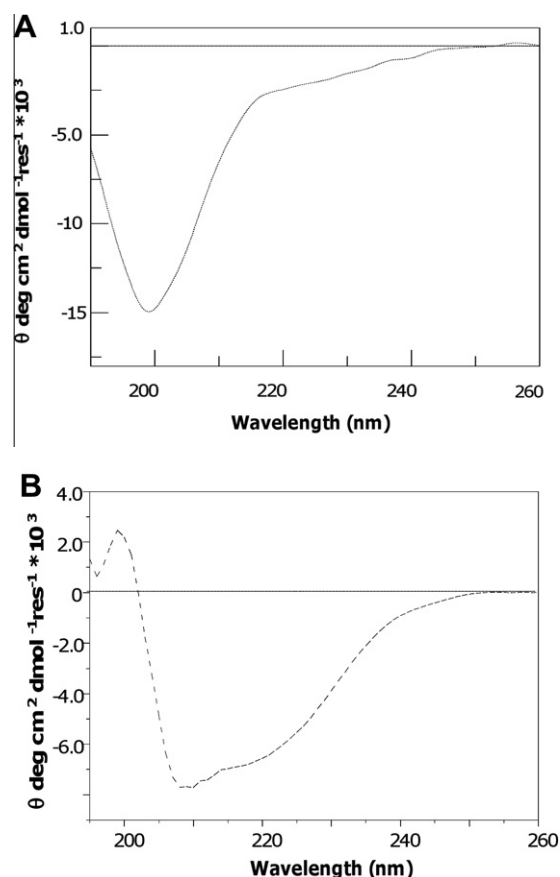 A
1.0
-5.0
-10
-15
θ deg cm² dmol⁻¹res⁻¹ *10³
200 220 240 260
Wavelength (nm)
B
4.0
2.0
0
-2.0
-4.0
-6.0
θ deg cm² dmol⁻¹res⁻¹ *10³
200 220 240 260
Wavelength (nm)